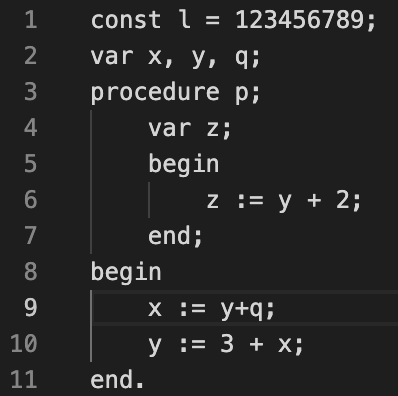 1 const l = 123456789;
2 var x, y, q;
3 procedure p;
4     var z;
5     begin
6         z := y + 2;
7     end;
8 begin
9     x := y+q;
10     y := 3 + x;
11 end.